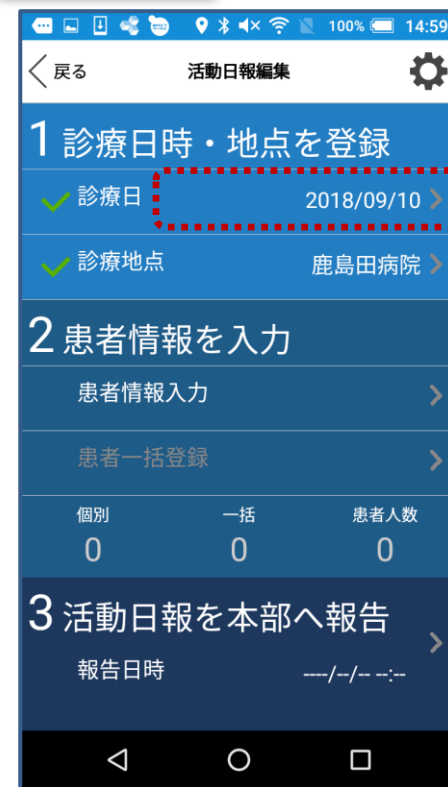 100% 14:59
戻る 活動日報編集
1 診療日時・地点を登録
診療日 2018/09/10
診療地点 鹿島田病院
2 患者情報を入力
患者情報入力
患者一括登録
個別 一括 患者人数
0 0 0
3 活動日報を本部へ報告
報告日時 ----/--/-- --:--